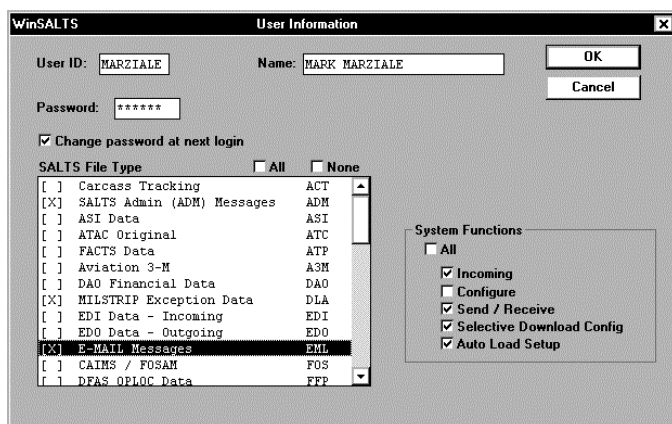 WinSALTS User Information
User ID: MARZIALE Name: MARK MARZIALE OK
Cancel
Password: ******
Change password at next login
SALTS File Type All None
[ ] Carcass Tracking ACT
[X] SALTS Admin (ADM) Messages ADM
[ ] ASI Data ASI
[ ] ATAC Original ATC
[ ] FACTS Data ATP
[ ] Aviation 3-M A3M
[ ] DAO Financial Data DAO
[X] MILSTRIP Exception Data DLA
[ ] EDI Data - Incoming EDI
[ ] EDO Data - Outgoing EDO
[X] E-MAIL Messages EML
[ ] CAIMS / FOSAM FOS
[ ] DFAS OPLOC Data FFP
System Functions
All
Incoming
Configure
Send / Receive
Selective Download Config
Auto Load Setup